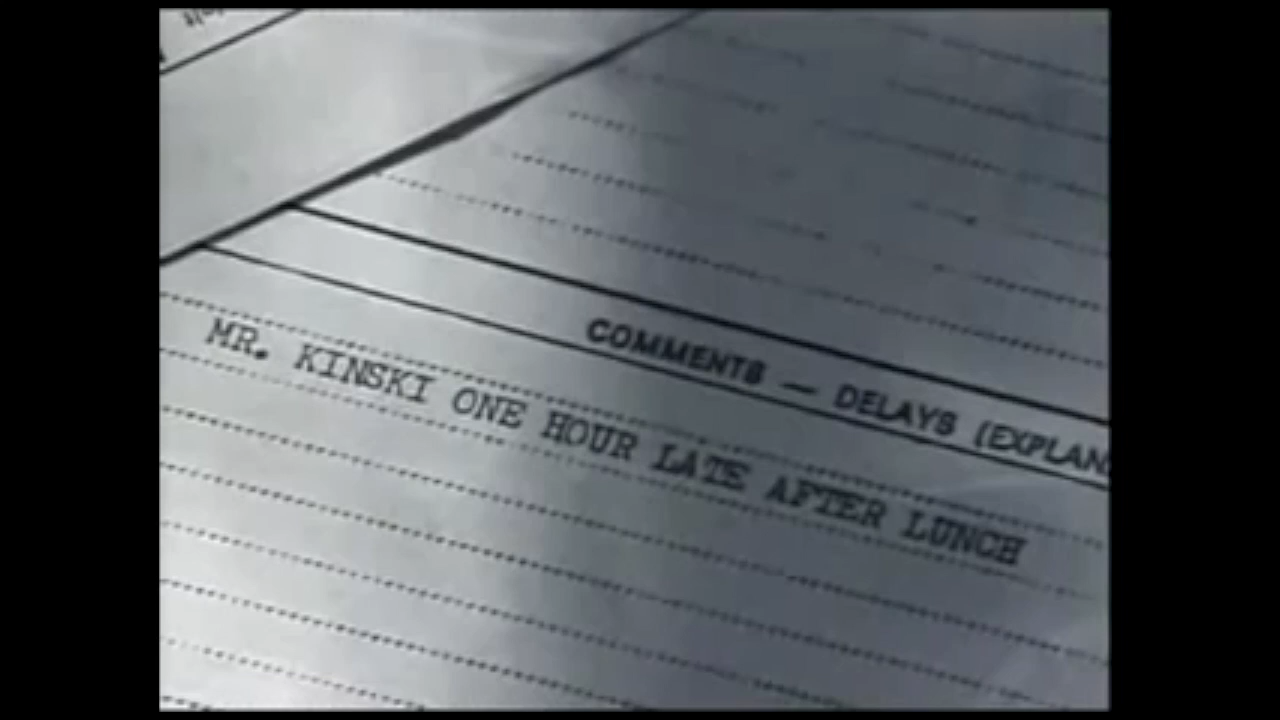 COMMENTS — DELAYS (EXPLAN
MR. KINSKI ONE HOUR LATE AFTER LUNCH